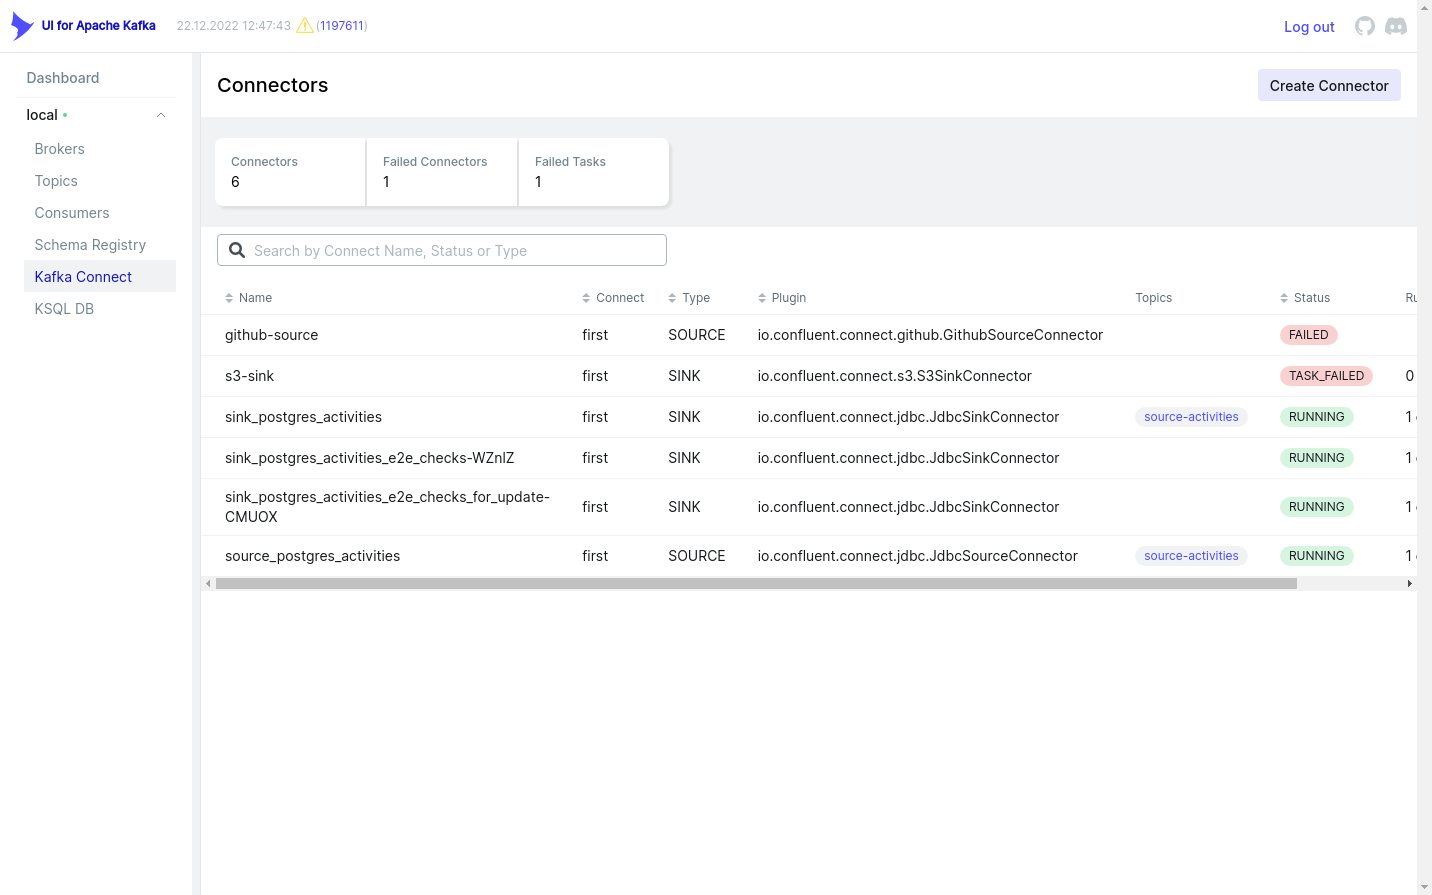 UI for Apache Kafka 22.12.2022 12:47:43 (1197611) Log out
Dashboard
local
Brokers
Topics
Consumers
Schema Registry
Kafka Connect
KSQL DB
Connectors Create Connector
Connectors Failed Connectors Failed Tasks
6 1 1
Search by Connect Name, Status or Type
Name Connect Type Plugin Topics Status
github-source first SOURCE io.confluent.connect.github.GithubSourceConnector FAILED
s3-sink first SINK io.confluent.connect.s3.S3SinkConnector TASK_FAILED 0
sink_postgres_activities first SINK io.confluent.connect.jdbc.JdbcSinkConnector source-activities RUNNING 1
sink_postgres_activities_e2e_checks-WZnlZ first SINK io.confluent.connect.jdbc.JdbcSinkConnector RUNNING 1
sink_postgres_activities_e2e_checks_for_update-
CMUOX first SINK io.confluent.connect.jdbc.JdbcSinkConnector RUNNING 1
source_postgres_activities first SOURCE io.confluent.connect.jdbc.JdbcSourceConnector source-activities RUNNING 1